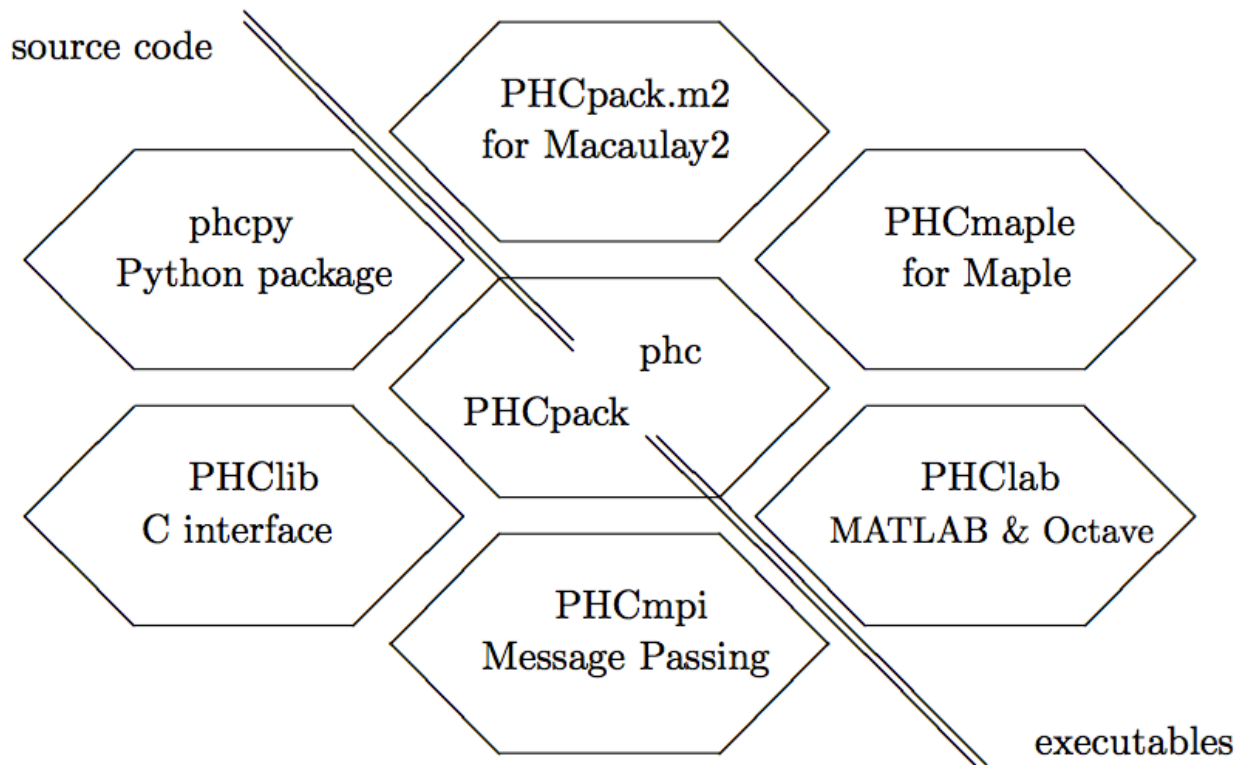 source code
PHCpack.m2
for Macaulay2
phcpy
Python package
PHCmaple
for Maple
phc
PHCpack
PHClib
C interface
PHClab
MATLAB & Octave
PHCmpi
Message Passing
executables